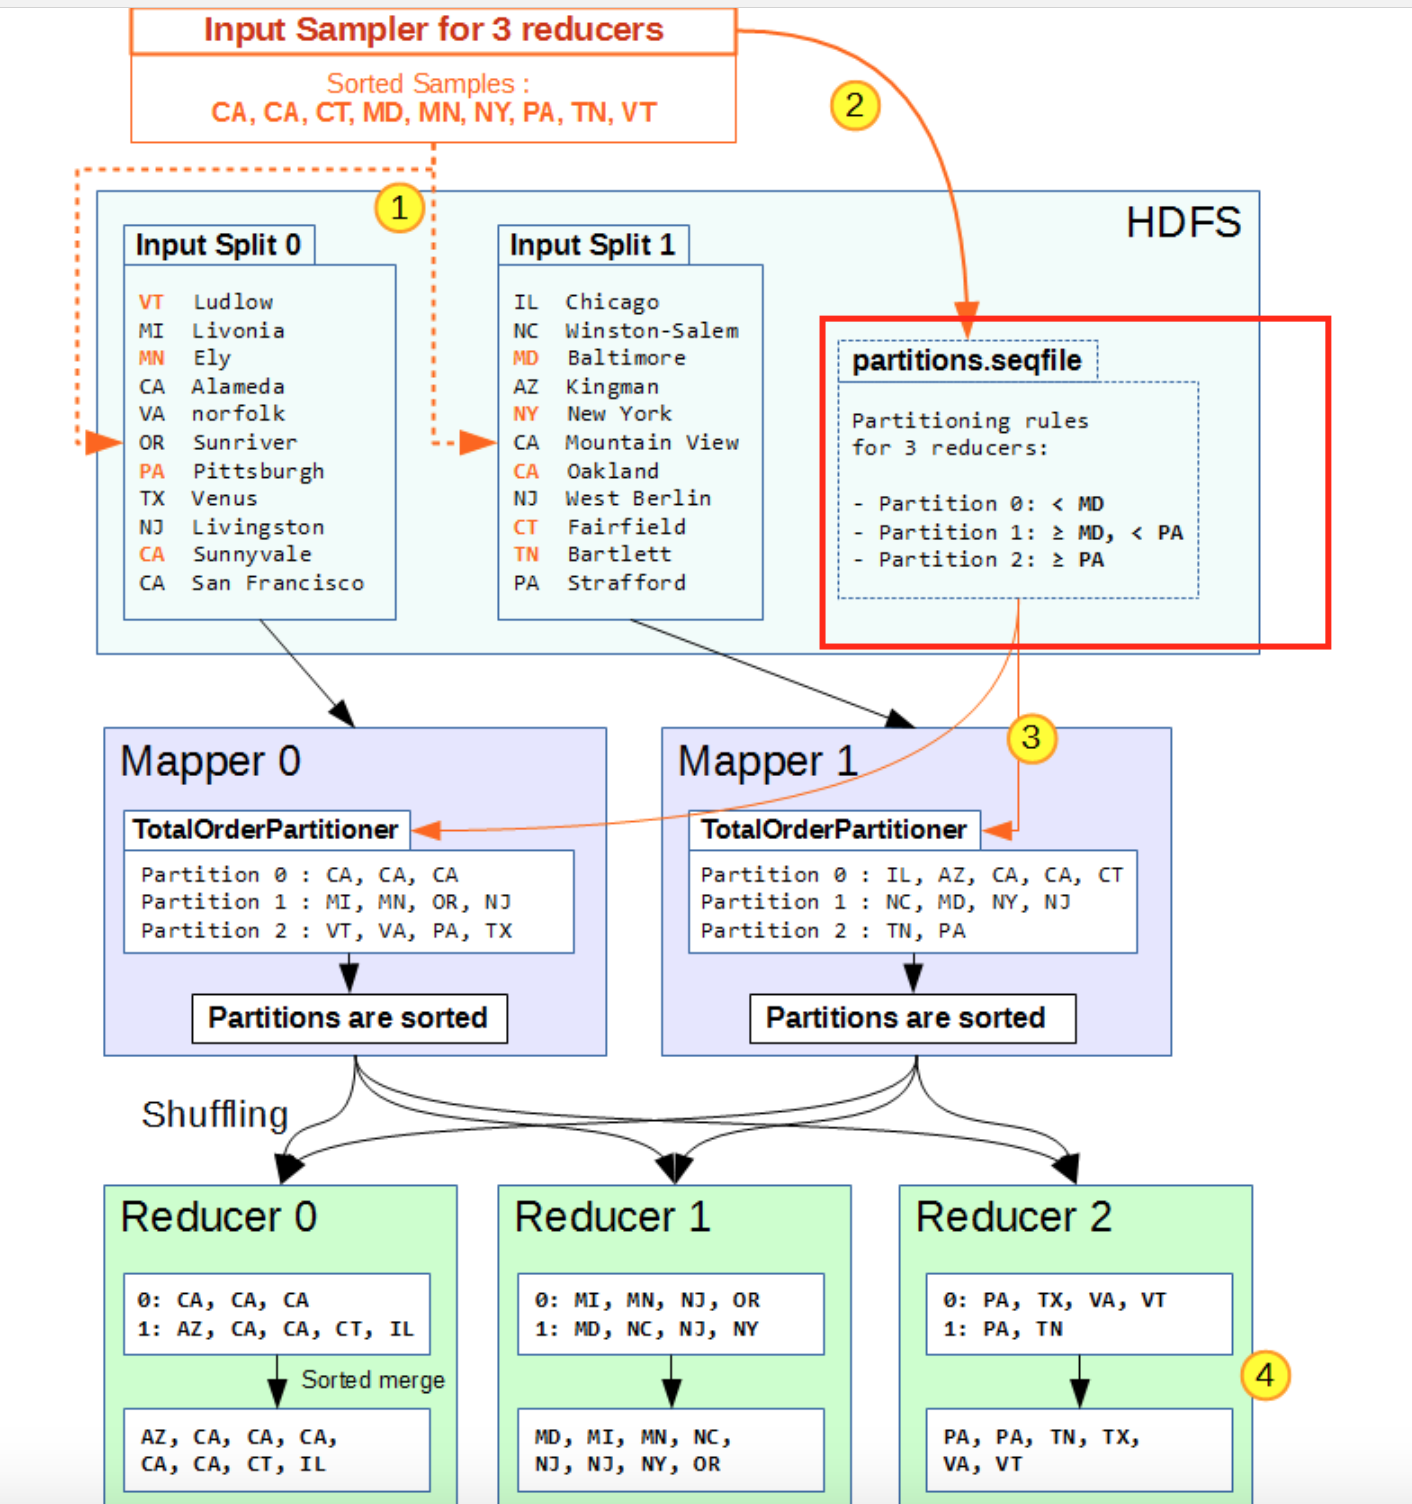 Input Sampler for 3 reducers
Sorted Samples :
CA, CA, CT, MD, MN, NY, PA, TN, VT
2
1
HDFS
Input Split 0
VT Ludlow
MI Livonia
MN Ely
CA Alameda
VA norfolk
OR Sunriver
PA Pittsburgh
TX Venus
NJ Livingston
CA Sunnyvale
CA San Francisco
Input Split 1
IL Chicago
NC Winston-Salem
MD Baltimore
AZ Kingman
NY New York
CA Mountain View
CA Oakland
NJ West Berlin
CT Fairfield
TN Bartlett
PA Strafford
partitions.seqfile
Partitioning rules
for 3 reducers:
- Partition 0: < MD
- Partition 1: ≥ MD, < PA
- Partition 2: ≥ PA
3
Mapper 0
TotalOrderPartitioner
Partition 0 : CA, CA, CA
Partition 1 : MI, MN, OR, NJ
Partition 2 : VT, VA, PA, TX
Partitions are sorted
Mapper 1
TotalOrderPartitioner
Partition 0 : IL, AZ, CA, CA, CT
Partition 1 : NC, MD, NY, NJ
Partition 2 : TN, PA
Partitions are sorted
Shuffling
Reducer 0
0: CA, CA, CA
1: AZ, CA, CA, CT, IL
Sorted merge
AZ, CA, CA, CA,
CA, CA, CT, IL
Reducer 1
0: MI, MN, NJ, OR
1: MD, NC, NJ, NY
MD, MI, MN, NC,
NJ, NJ, NY, OR
Reducer 2
0: PA, TX, VA, VT
1: PA, TN
4
PA, PA, TN, TX,
VA, VT